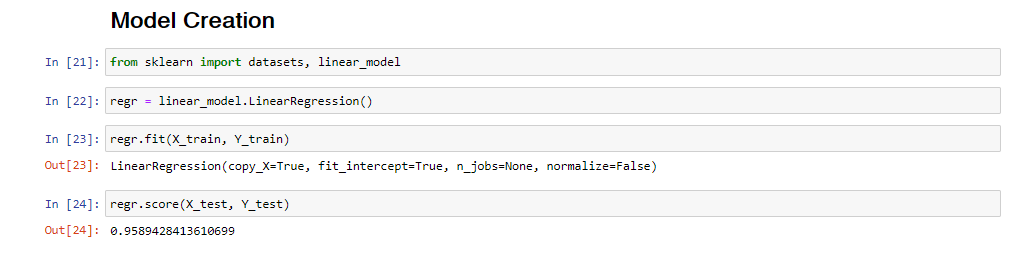 Model Creation
In [21]: from sklearn import datasets, linear_model
In [22]: regr = linear_model.LinearRegression()
In [23]: regr.fit(X_train, Y_train)
Out[23]: LinearRegression(copy_X=True, fit_intercept=True, n_jobs=None, normalize=False)
In [24]: regr.score(X_test, Y_test)
Out[24]: 0.9589428413610699